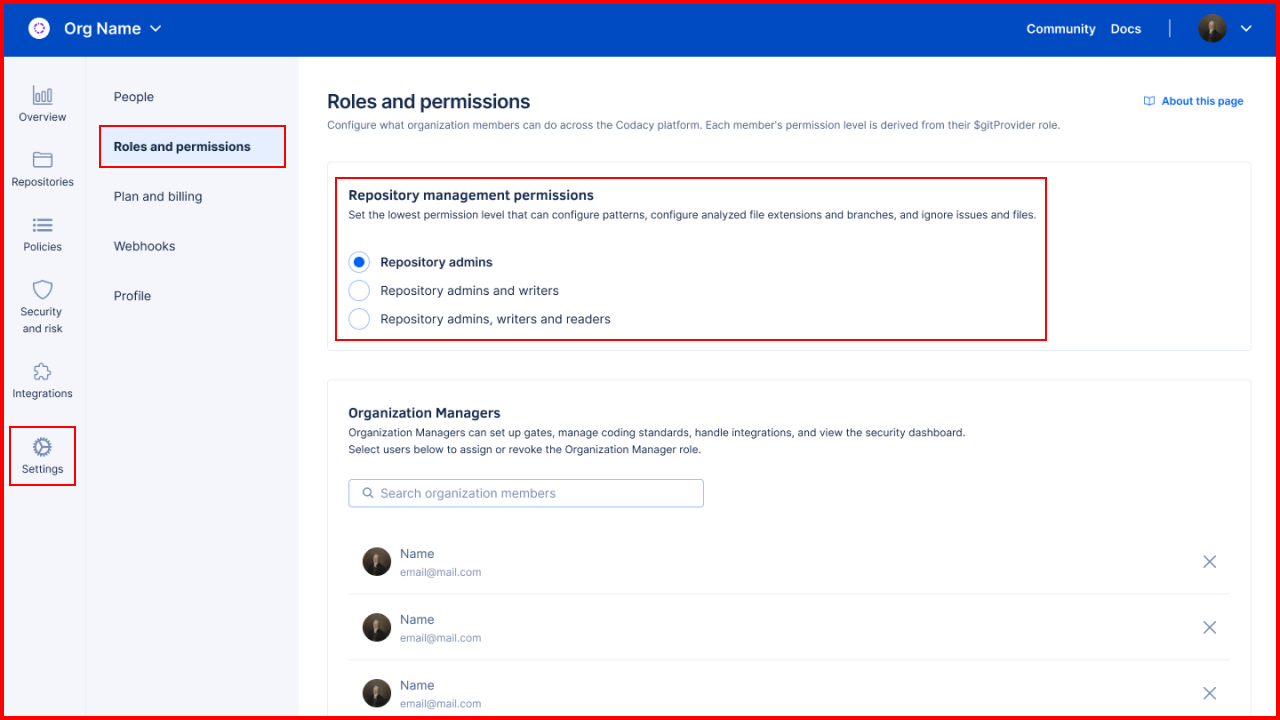 Org Name
Community
Docs
Overview
Repositories
Policies
Security
and risk
Integrations
Settings
People
Roles and permissions
Plan and billing
Webhooks
Profile
Roles and permissions
About this page
Configure what organization members can do across the Codacy platform. Each member's permission level is derived from their $gitProvider role.
Repository management permissions
Set the lowest permission level that can configure patterns, configure analyzed file extensions and branches, and ignore issues and files.
Repository admins
Repository admins and writers
Repository admins, writers and readers
Organization Managers
Organization Managers can set up gates, manage coding standards, handle integrations, and view the security dashboard.
Select users below to assign or revoke the Organization Manager role.
Search organization members
Name
email@mail.com
Name
email@mail.com
Name
email@mail.com